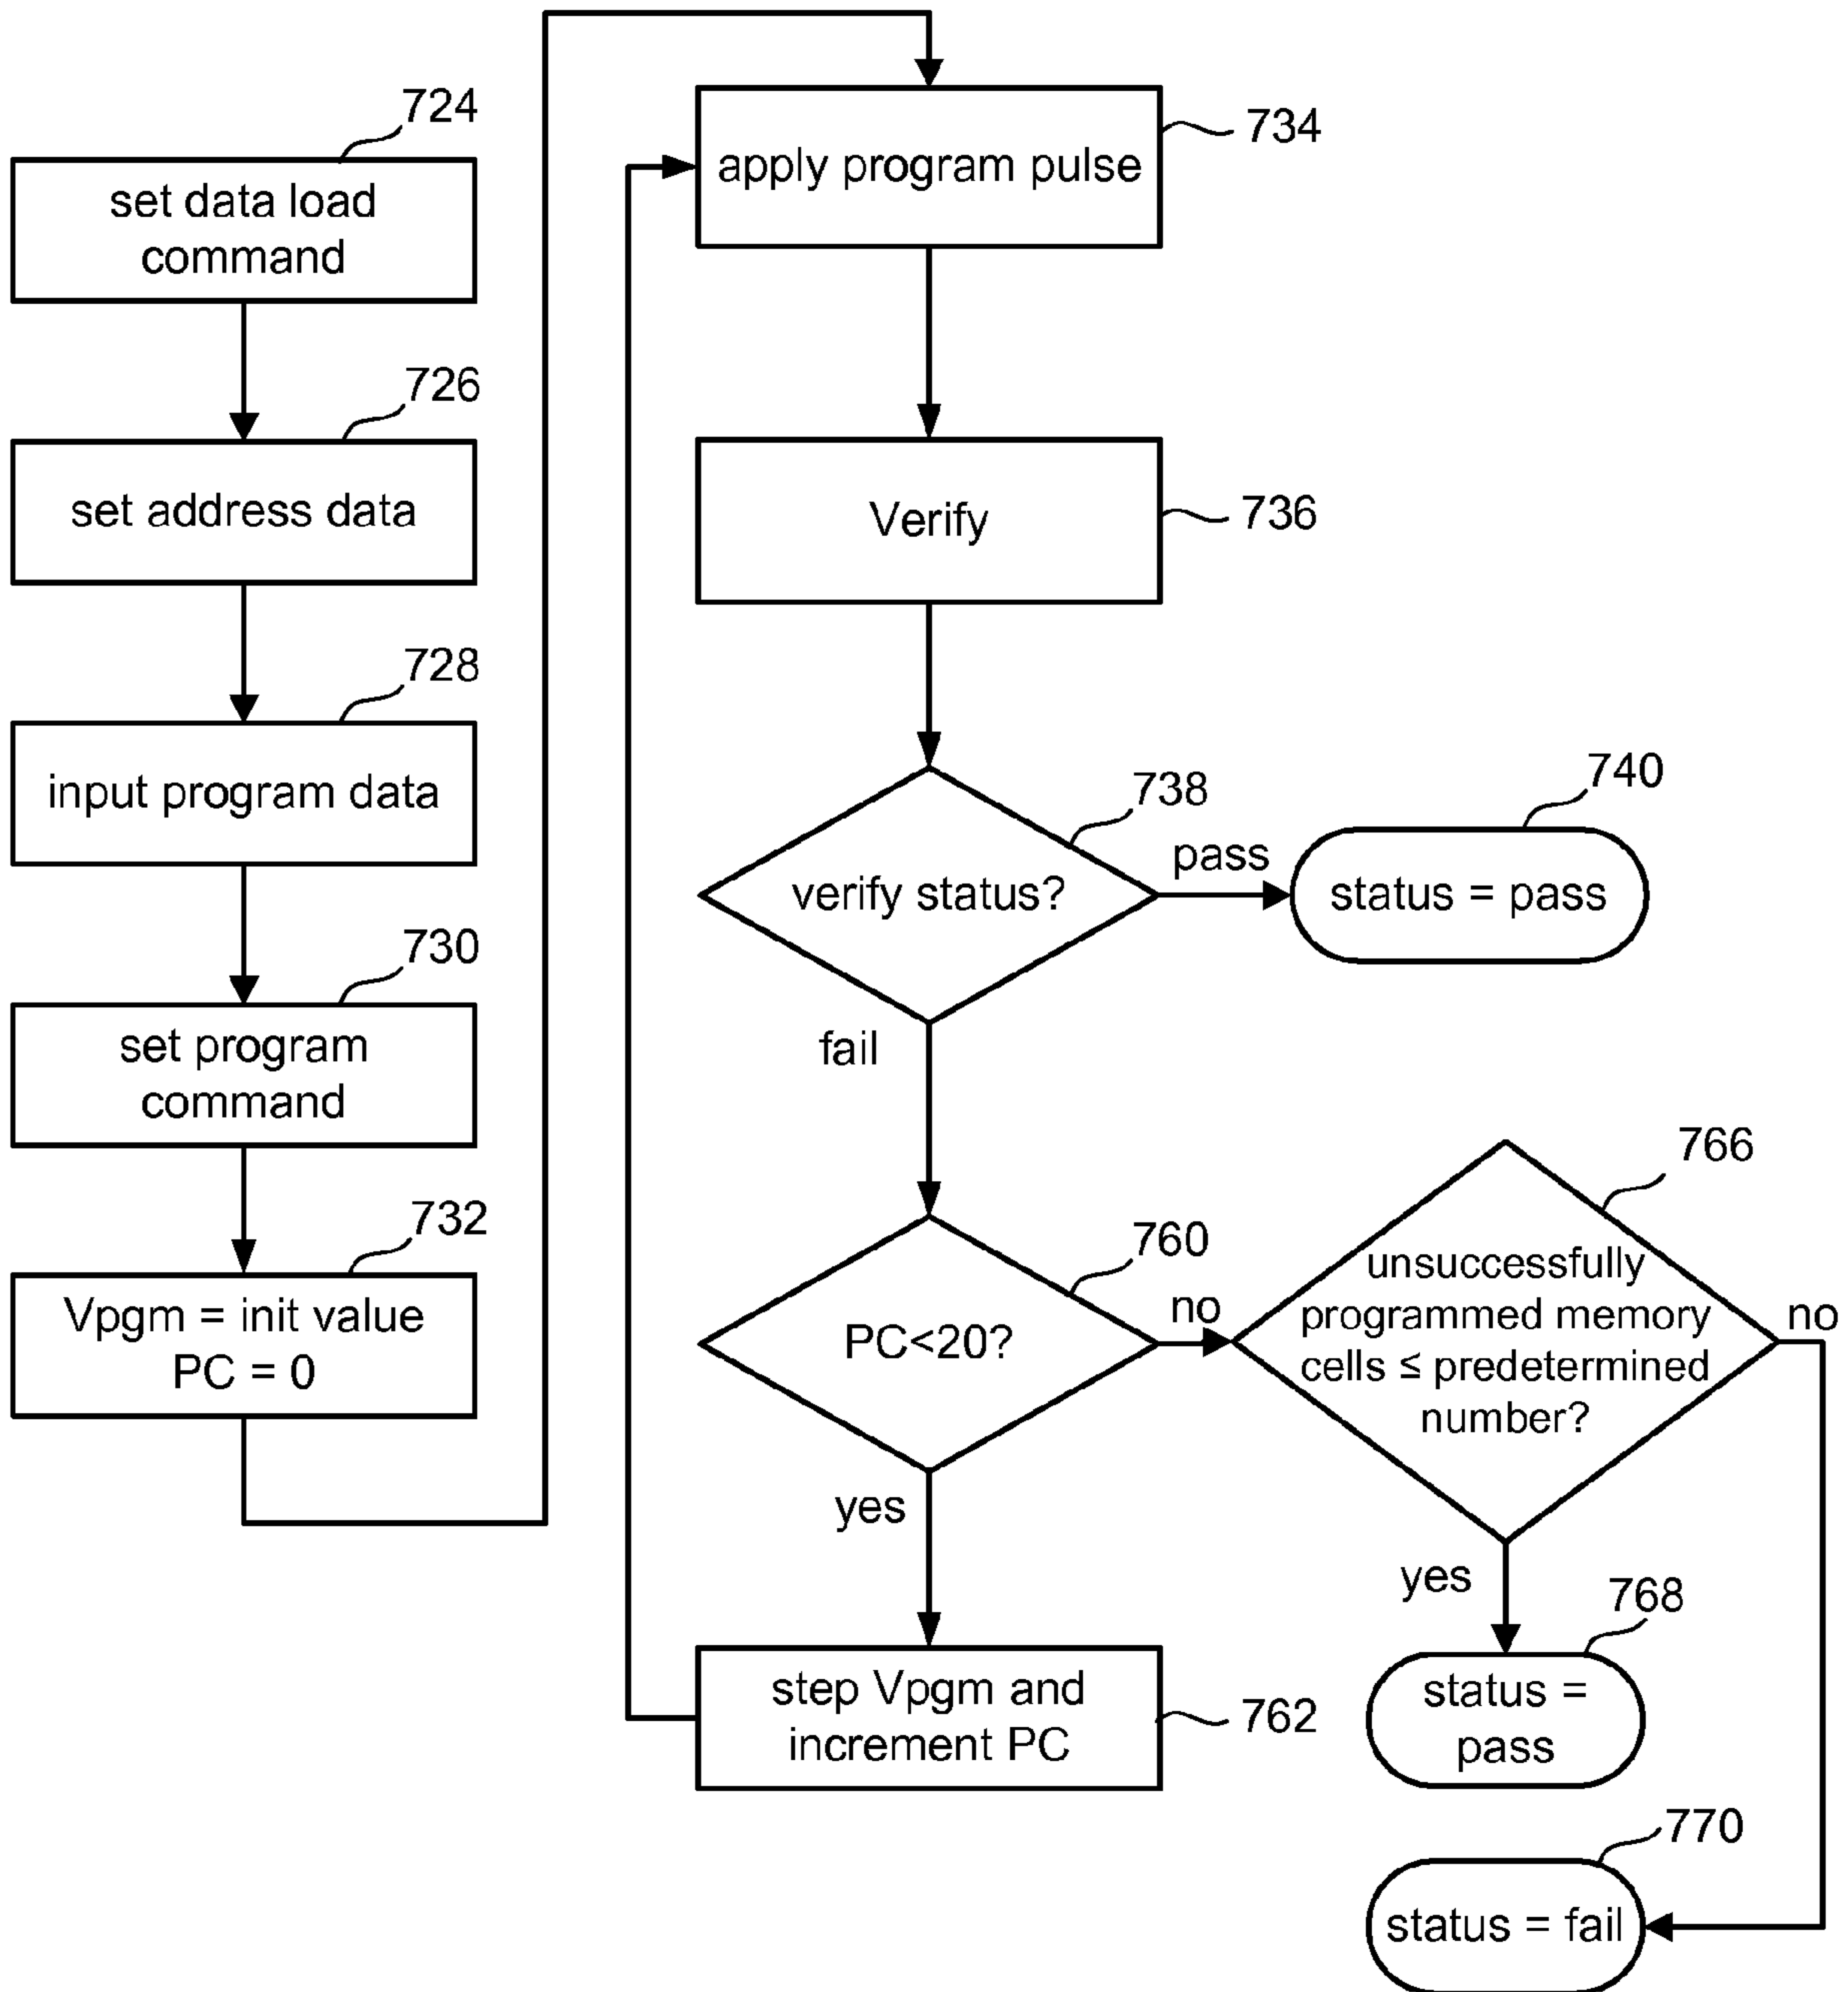 724
set data load
command
726
set address data
728
input program data
730
set program
command
732
Vpgm = init value
PC = 0
734
apply program pulse
736
Verify
738
verify status?
pass
740
status = pass
fail
760
PC<20?
no
766
unsuccessfully
programmed memory
cells ≤ predetermined
number?
no
yes
762
step Vpgm and
increment PC
yes
768
status =
pass
770
status = fail